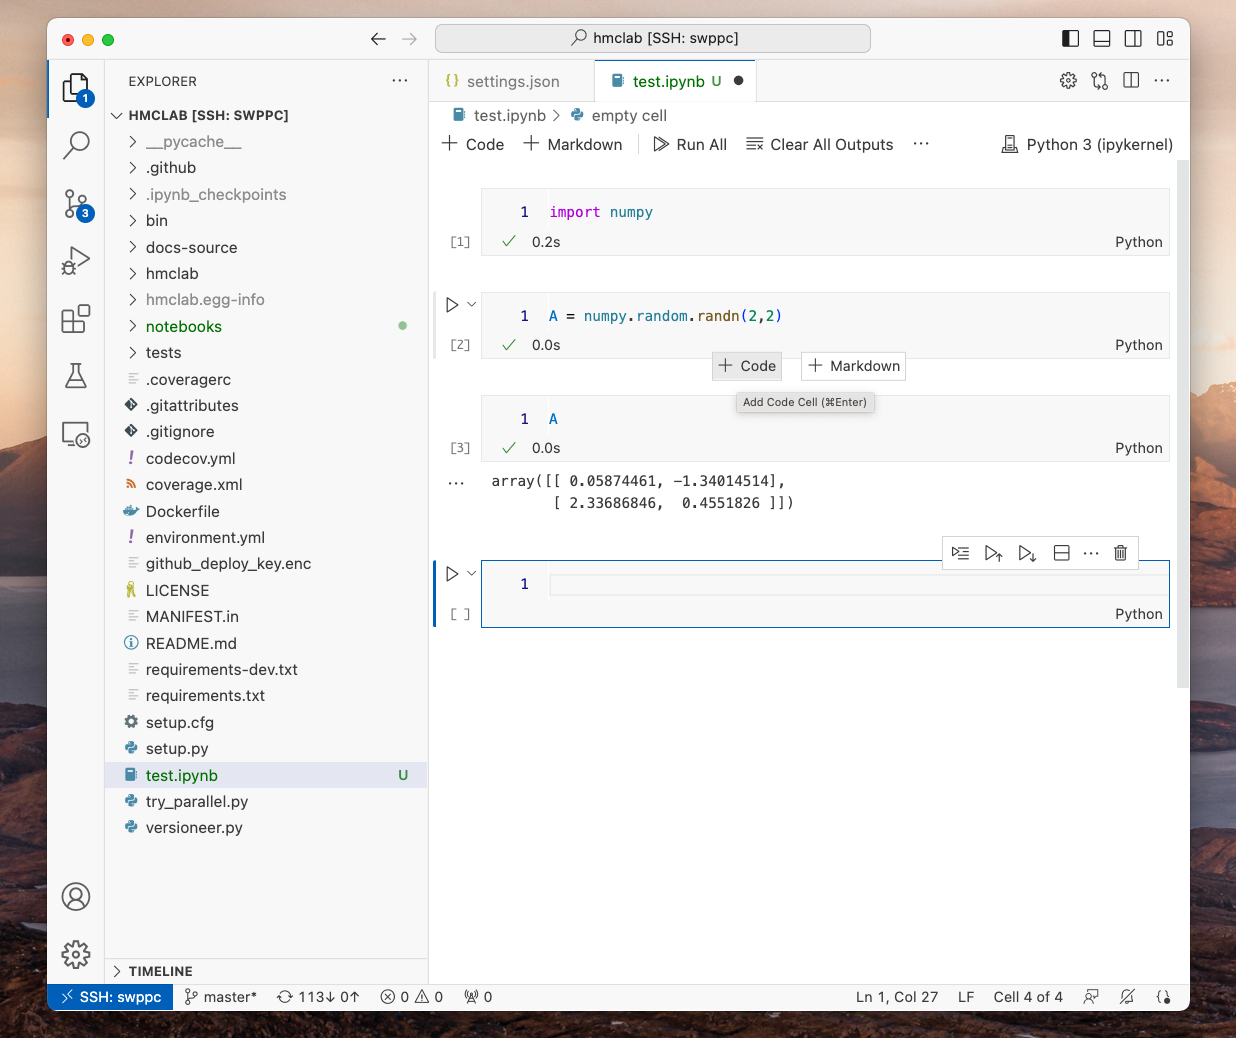 hmclab [SSH: swppc]
EXPLORER
settings.json
test.ipynb U
1
HMCLAB [SSH: SWPPC]
test.ipynb
empty cell
Code
Markdown
Run All
Clear All Outputs
Python 3 (ipykernel)
__pycache__
.github
.ipynb_checkpoints
bin
docs-source
hmclab
hmclab.egg-info
notebooks
tests
.coveragerc
.gitattributes
.gitignore
codecov.yml
coverage.xml
Dockerfile
environment.yml
github_deploy_key.enc
LICENSE
MANIFEST.in
README.md
requirements-dev.txt
requirements.txt
setup.cfg
setup.py
test.ipynb U
try_parallel.py
versioneer.py
TIMELINE
3
1 import numpy
[1] 0.2s Python
1 A = numpy.random.randn(2,2)
[2] 0.0s Python
Code
Markdown
Add Code Cell (⌘Enter)
1 A
[3] 0.0s Python
array([[ 0.05874461, -1.34014514],
[ 2.33686846, 0.4551826 ]])
1
[ ] Python
SSH: swppc
master*
113↓ 0↑
0 0
0
Ln 1, Col 27
LF
Cell 4 of 4